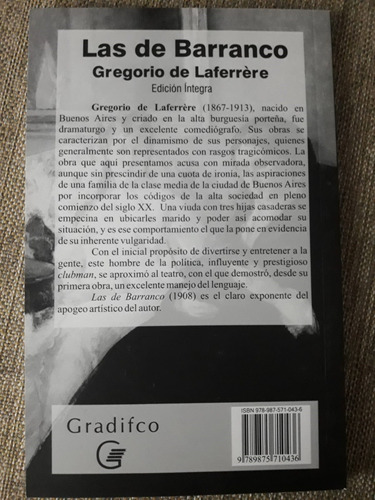 Las de Barranco
Gregorio de Laferrère
Edición Íntegra
Gregorio de Laferrère (1867-1913), nacido en
Buenos Aires y criado en la alta burguesía porteña, fue
dramaturgo y un excelente comediógrafo. Sus obras se
caracterizan por el dinamismo de sus personajes, quienes
generalmente son representados con rasgos tragicómicos. La
obra que aquí presentamos acusa con mirada observadora,
aunque sin prescindir de una cuota de ironía, las aspiraciones
de una familia de la clase media de la ciudad de Buenos Aires
por incorporar los códigos de la alta sociedad en pleno
comienzo del siglo XX. Una viuda con tres hijas casaderas se
empecina en ubicarles marido y poder así acomodar su
situación, y es ese comportamiento el que la pone en evidencia
de su inherente vulgaridad.
Con el inicial propósito de divertirse y entretener a la
gente, este hombre de la política, influyente y prestigioso
clubman, se aproximó al teatro, con el que demostró, desde su
primera obra, un excelente manejo del lenguaje.
Las de Barranco (1908) es el claro exponente del
apogeo artístico del autor.
ISBN 978-987-571-043-6
Gradifco
G
9789875710436